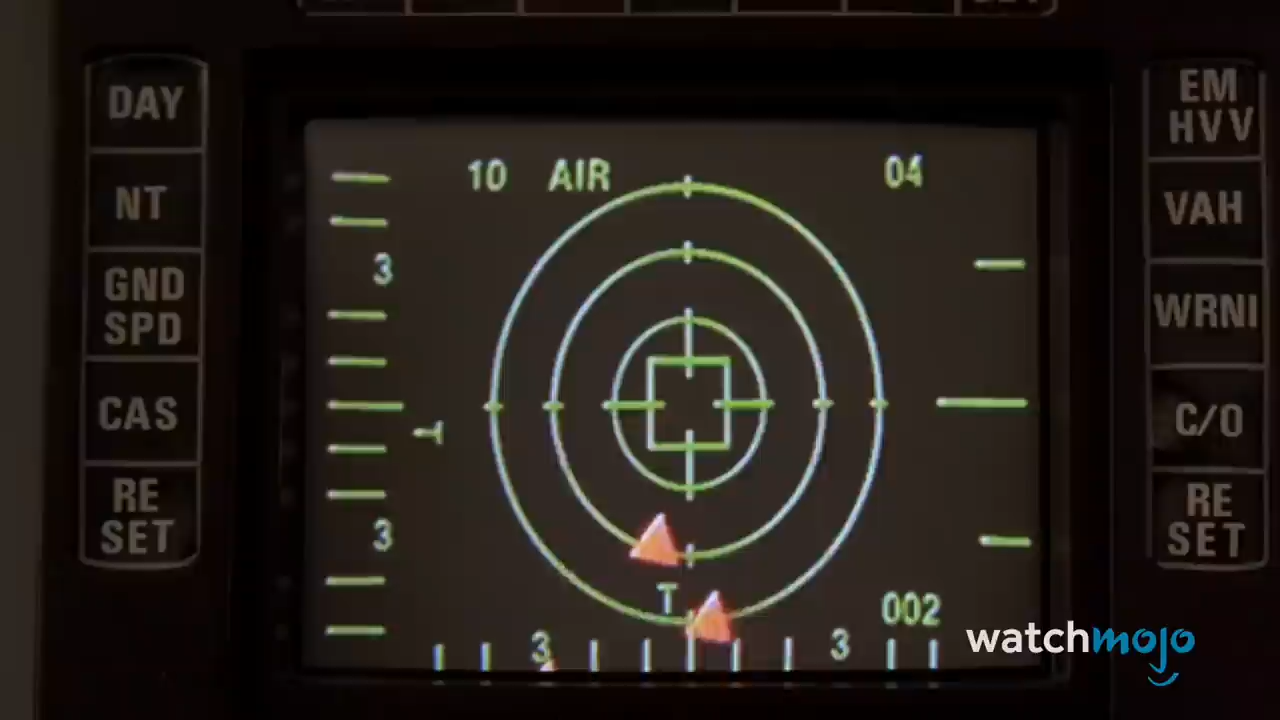 DAY
NT
GND
SPD
CAS
RE
SET
10 AIR 04
3
3
T
002
3 3
EM
HVV
VAH
WRNI
C/O
RE
SET
watchmojo